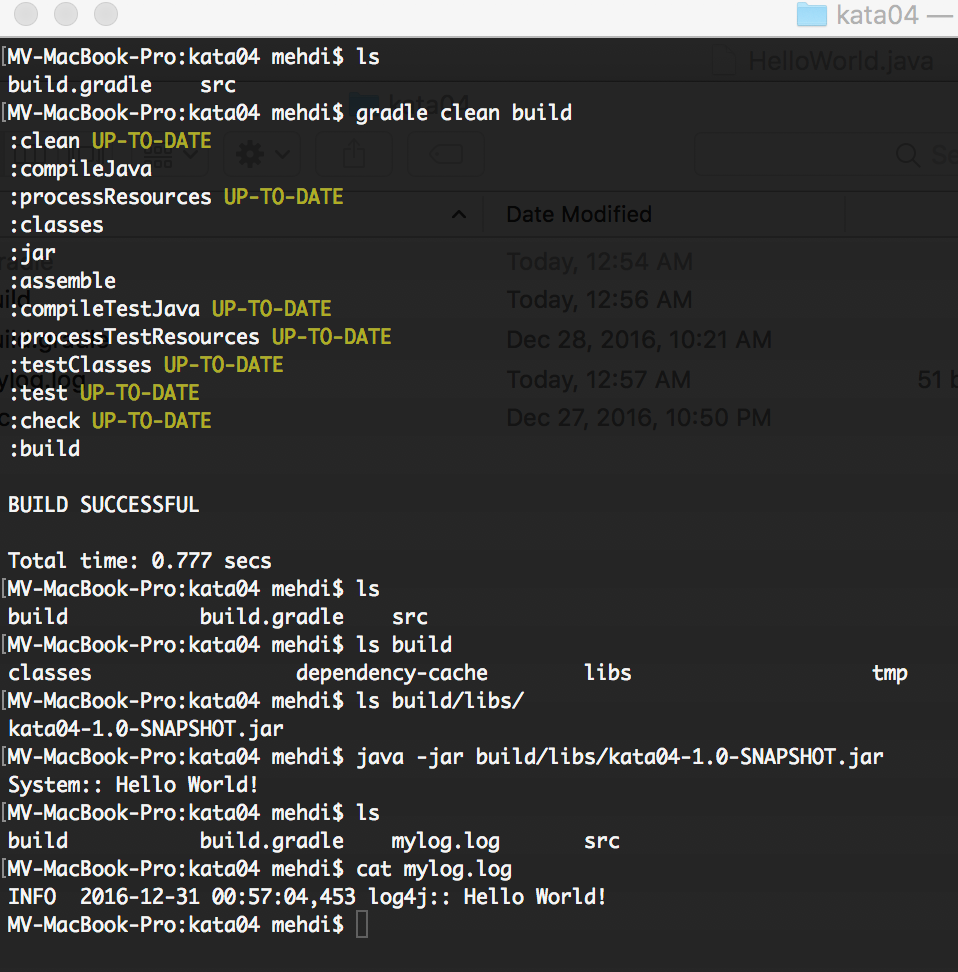 kata04 —
[MV-MacBook-Pro:kata04 mehdi$ ls
build.gradle    src
[MV-MacBook-Pro:kata04 mehdi$ gradle clean build
:clean UP-TO-DATE
:compileJava
:processResources UP-TO-DATE
:classes
:jar
:assemble
:compileTestJava UP-TO-DATE
:processTestResources UP-TO-DATE
:testClasses UP-TO-DATE
:test UP-TO-DATE
:check UP-TO-DATE
:build

BUILD SUCCESSFUL

Total time: 0.777 secs
[MV-MacBook-Pro:kata04 mehdi$ ls
build           build.gradle    src
[MV-MacBook-Pro:kata04 mehdi$ ls build
classes                 dependency-cache        libs                    tmp
[MV-MacBook-Pro:kata04 mehdi$ ls build/libs/
kata04-1.0-SNAPSHOT.jar
[MV-MacBook-Pro:kata04 mehdi$ java -jar build/libs/kata04-1.0-SNAPSHOT.jar
System:: Hello World!
[MV-MacBook-Pro:kata04 mehdi$ ls
build           build.gradle    mylog.log       src
[MV-MacBook-Pro:kata04 mehdi$ cat mylog.log
INFO  2016-12-31 00:57:04,453 log4j:: Hello World!
MV-MacBook-Pro:kata04 mehdi$
HelloWorld.java
kata04
Date Modified
Today, 12:54 AM
Today, 12:56 AM
Dec 28, 2016, 10:21 AM
Today, 12:57 AM
51 b
Dec 27, 2016, 10:50 PM